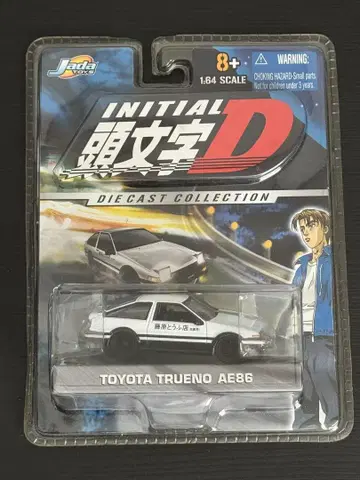 Jada
TOYS
8+
1:64 SCALE
WARNING:
CHOKING HAZARD-Small parts.
Not for children under 3 years.
INITIAL D
頭文字
DIE CAST COLLECTION
藤原とうふ店
TOYOTA TRUENO AE86